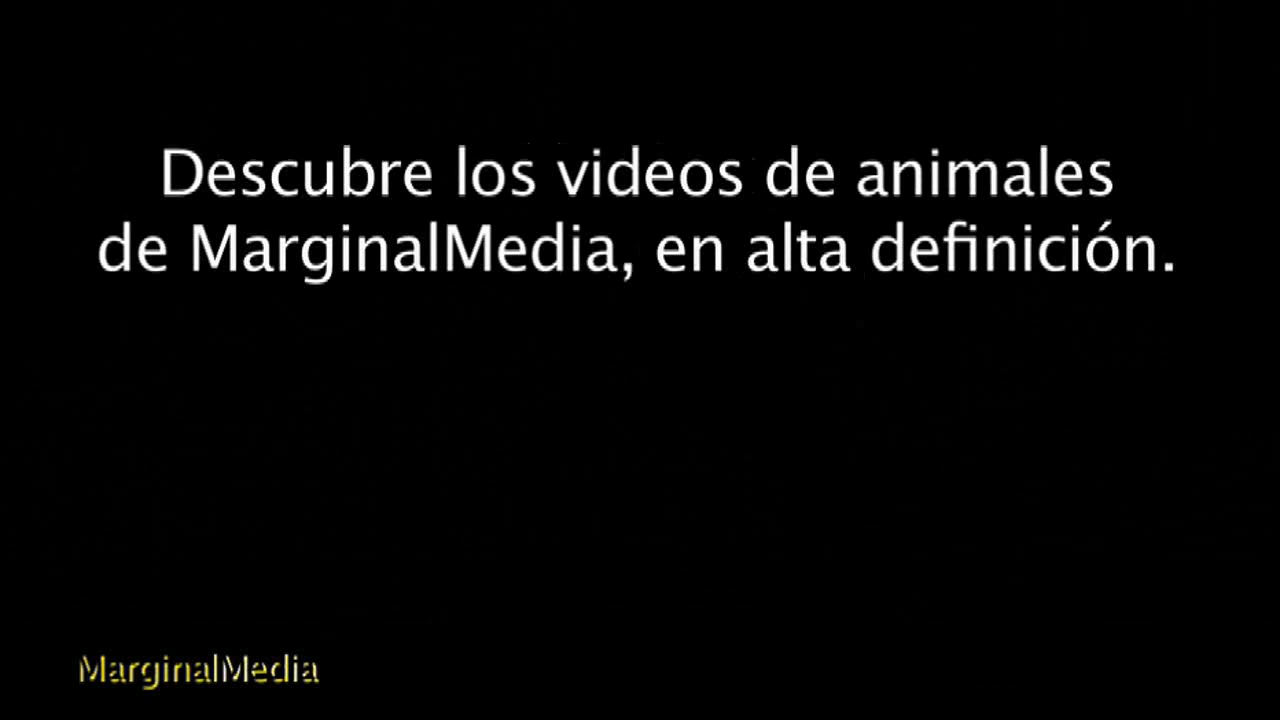 Descubre los videos de animales
de MarginalMedia, en alta definición.
MarginalMedia